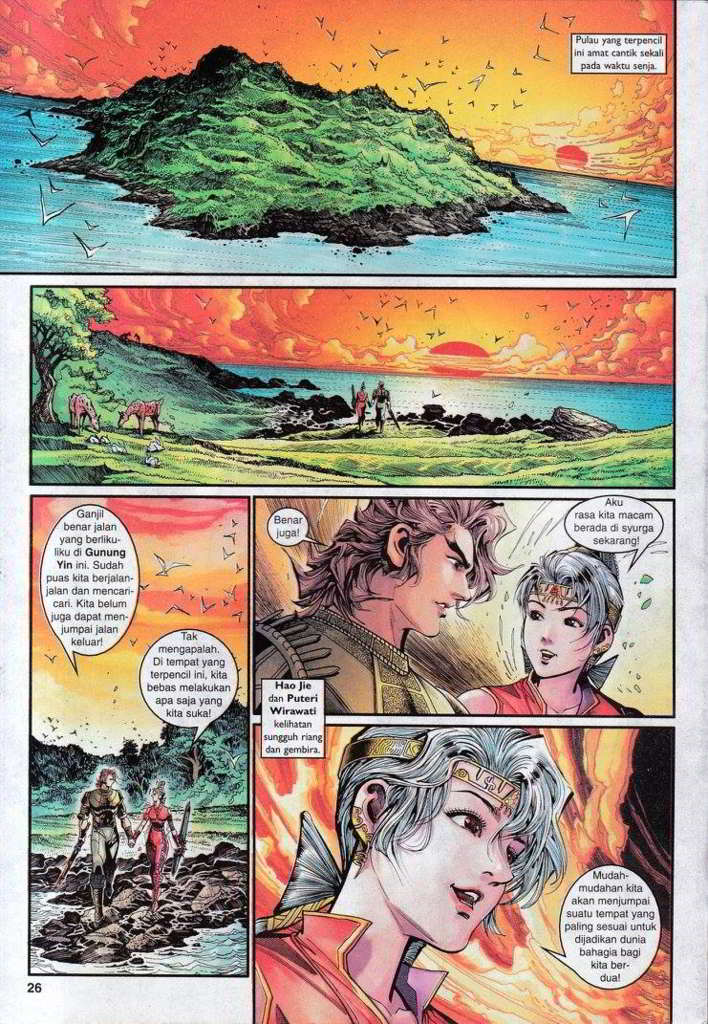 Pulau yang terpencil
ini amat cantik sekali
pada waktu senja.
Ganjil
benar jalan
yang berliku-
liku di Gunung
Yin ini. Sudah
puas kita berjalan-
jalan dan mencari-
cari. Kita belum
juga dapat men-
jumpai jalan
keluar!
Tak
mengapalah.
Di tempat yang
terpencil ini, kita
bebas melakukan
apa saja yang
kita suka!
Benar
juga!
Aku
rasa kita macam
berada di syurga
sekarang!
Hao Jie
dan Puteri
Wirawati
kelihatan
sungguh riang
dan gembira.
Mudah-
mudahan kita
akan menjumpai
suatu tempat yang
paling sesuai untuk
dijadikan dunia
bahagia bagi
kita ber-
dua!
26